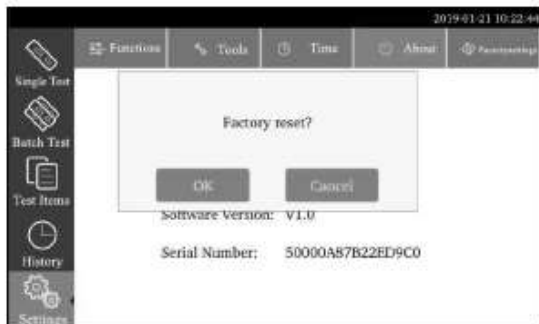 2019-01-21 10:22:44
Functions Tools Time About
Single Test
Batch Test
Test Items
History
Settings
Factory reset?
OK Cancel
Software Version: V1.0
Serial Number: 50000A87B22ED9C0